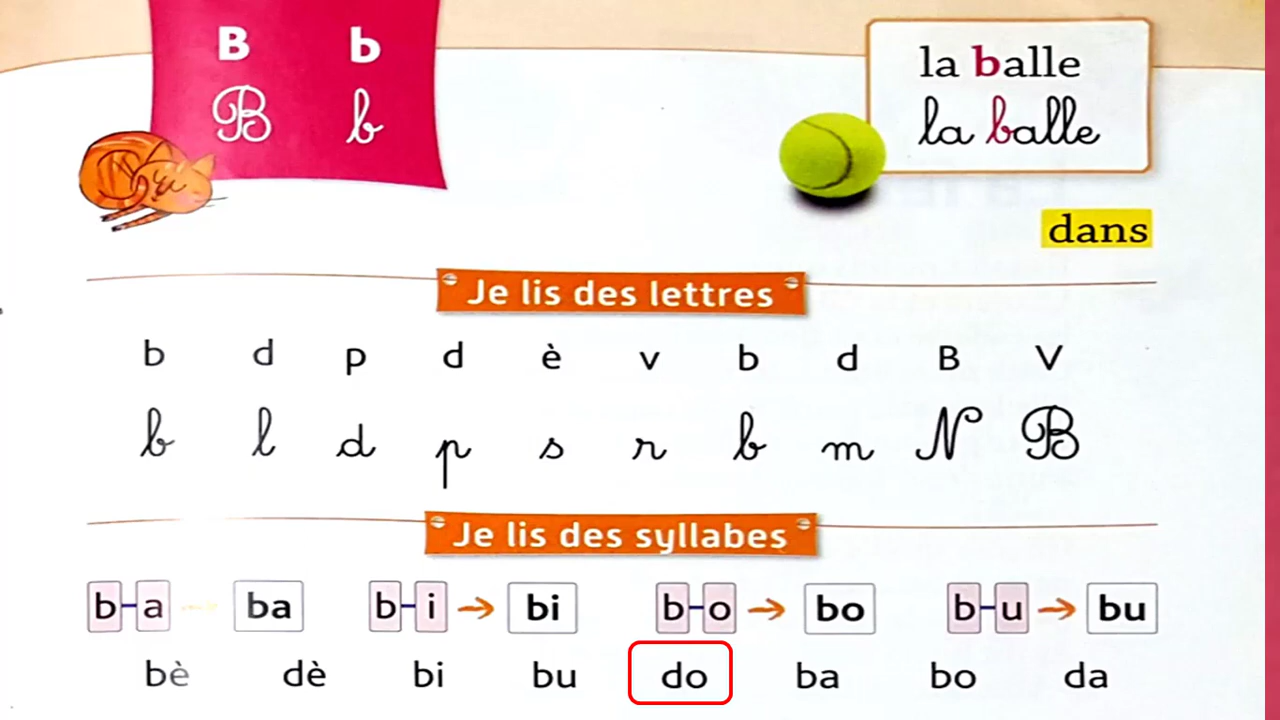 B b
B b
la balle
la balle
dans
Je lis des lettres
b d p d è v b d B V
b l d p s r b m N B
Je lis des syllabes
b-a → ba b-i → bi b-o → bo b-u → bu
bè dè bi bu do ba bo da